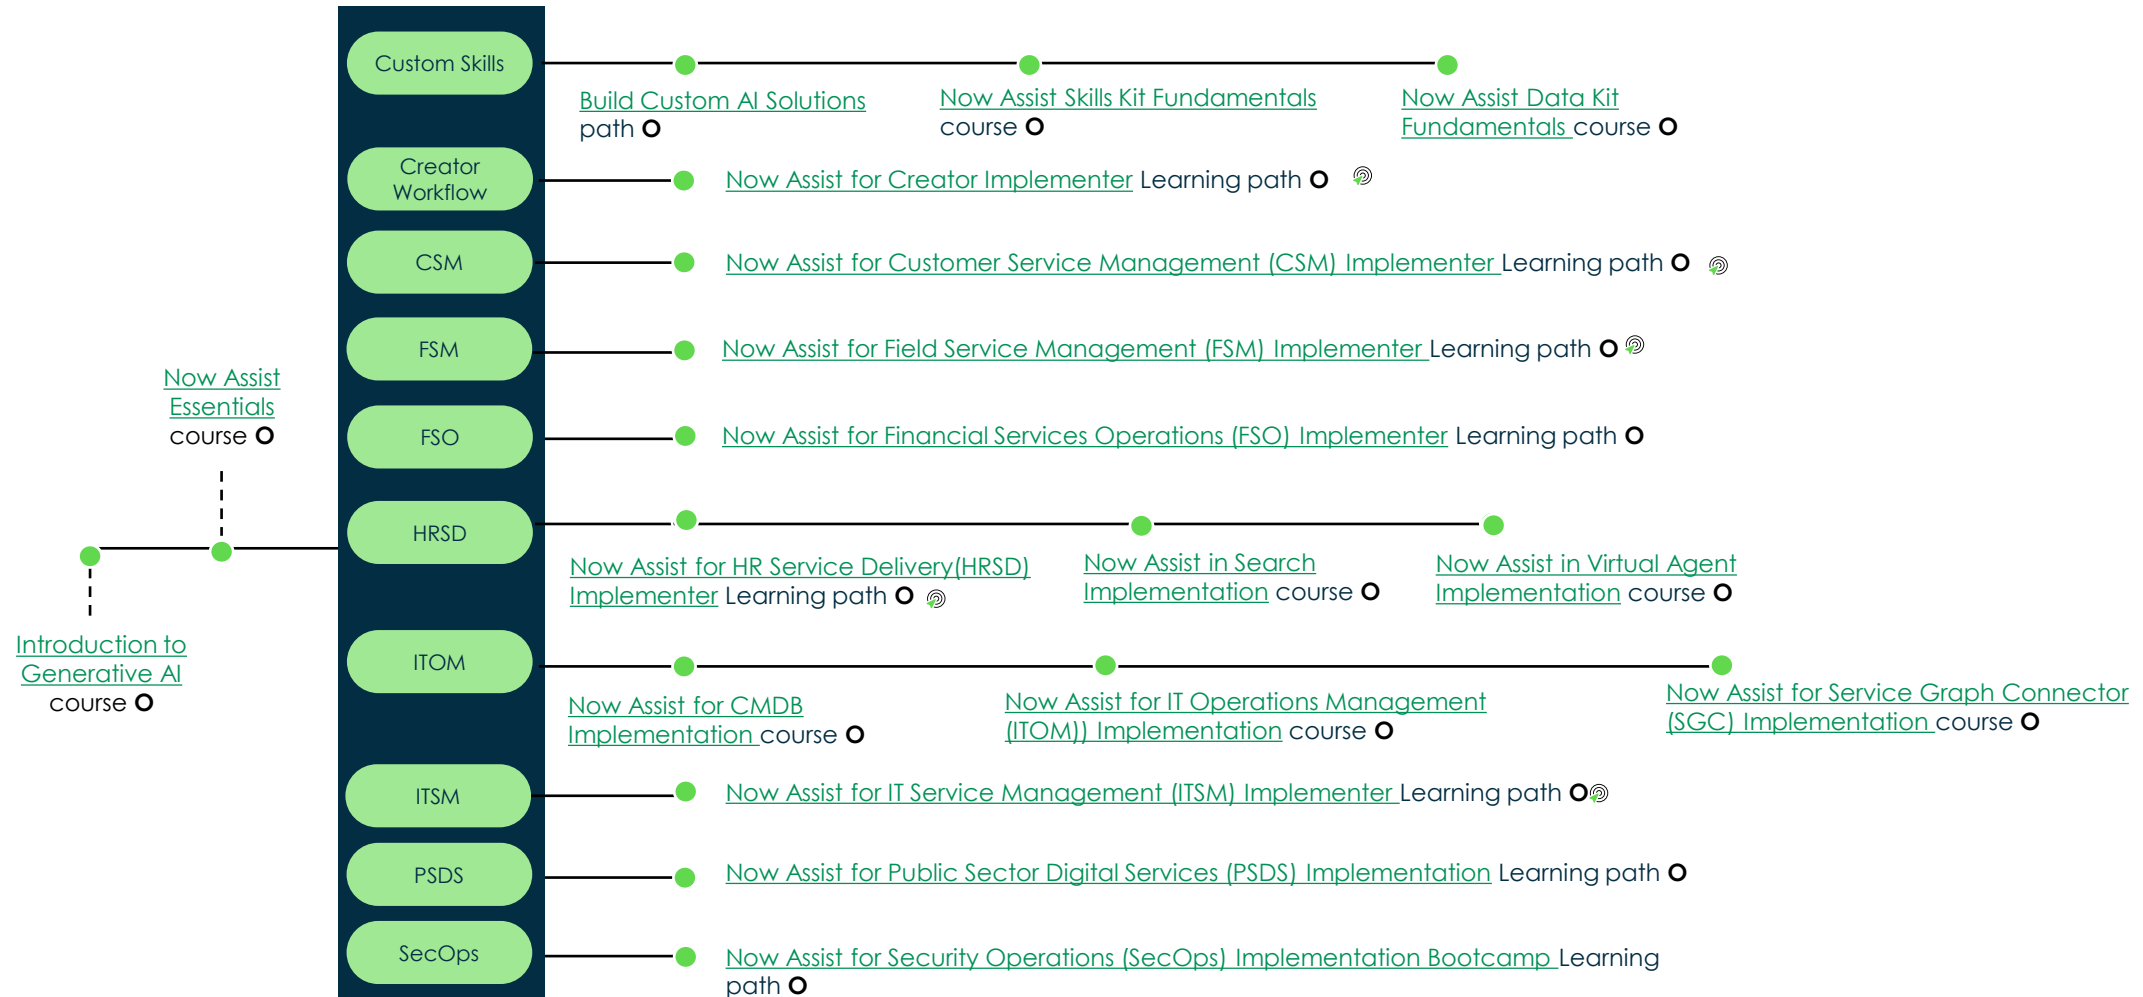 Custom Skills
Build Custom AI Solutions
path
Now Assist Skills Kit Fundamentals
course
Now Assist Data Kit
Fundamentals course
Creator
Workflow
Now Assist for Creator Implementer Learning path
CSM
Now Assist for Customer Service Management (CSM) Implementer Learning path
FSM
Now Assist for Field Service Management (FSM) Implementer Learning path
Now Assist
Essentials
course
FSO
Now Assist for Financial Services Operations (FSO) Implementer Learning path
HRSD
Now Assist for HR Service Delivery(HRSD)
Implementer Learning path
Now Assist in Search
Implementation course
Now Assist in Virtual Agent
Implementation course
Introduction to
Generative AI
course
ITOM
Now Assist for CMDB
Implementation course
Now Assist for IT Operations Management
(ITOM)) Implementation course
Now Assist for Service Graph Connector
(SGC) Implementation course
ITSM
Now Assist for IT Service Management (ITSM) Implementer Learning path
PSDS
Now Assist for Public Sector Digital Services (PSDS) Implementation Learning path
SecOps
Now Assist for Security Operations (SecOps) Implementation Bootcamp Learning
path